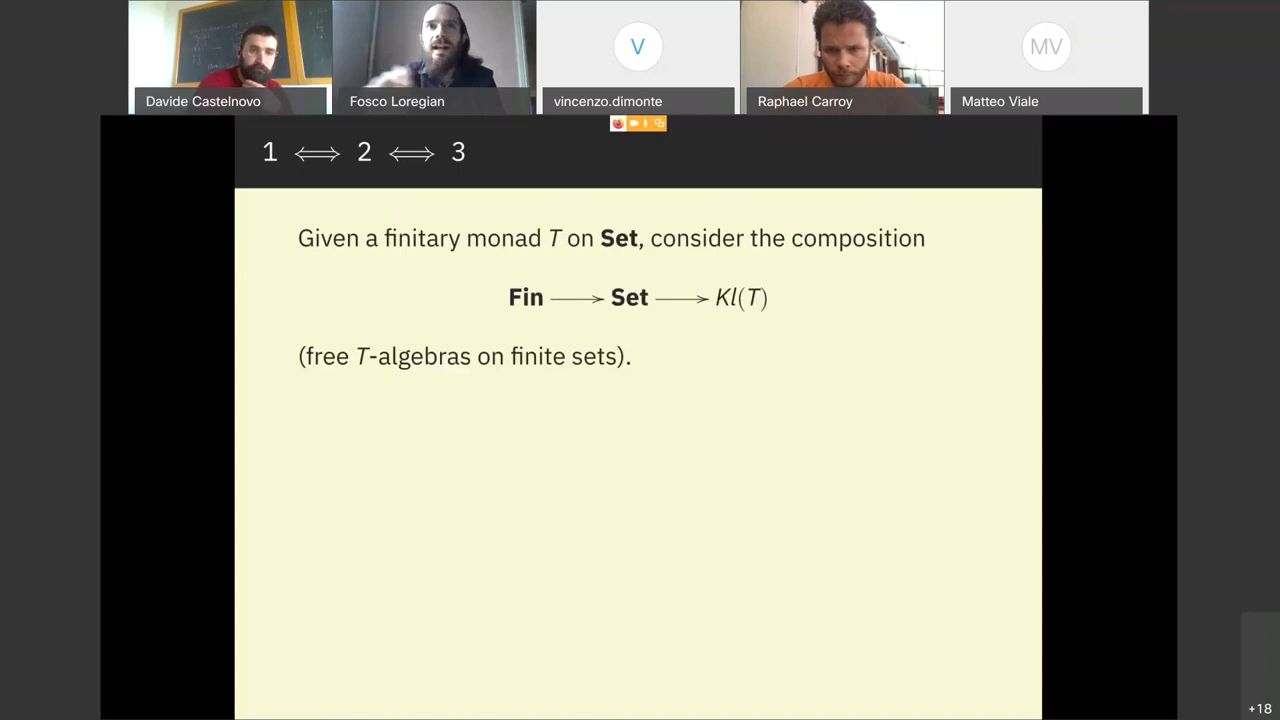 V
MV
Davide Castelnovo
Fosco Loregian
vincenzo.dimonte
Raphael Carroy
Matteo Viale
1 ⟺ 2 ⟺ 3
Given a finitary monad T on Set, consider the composition
Fin ⟶ Set ⟶ Kl(T)
(free T-algebras on finite sets).
+18